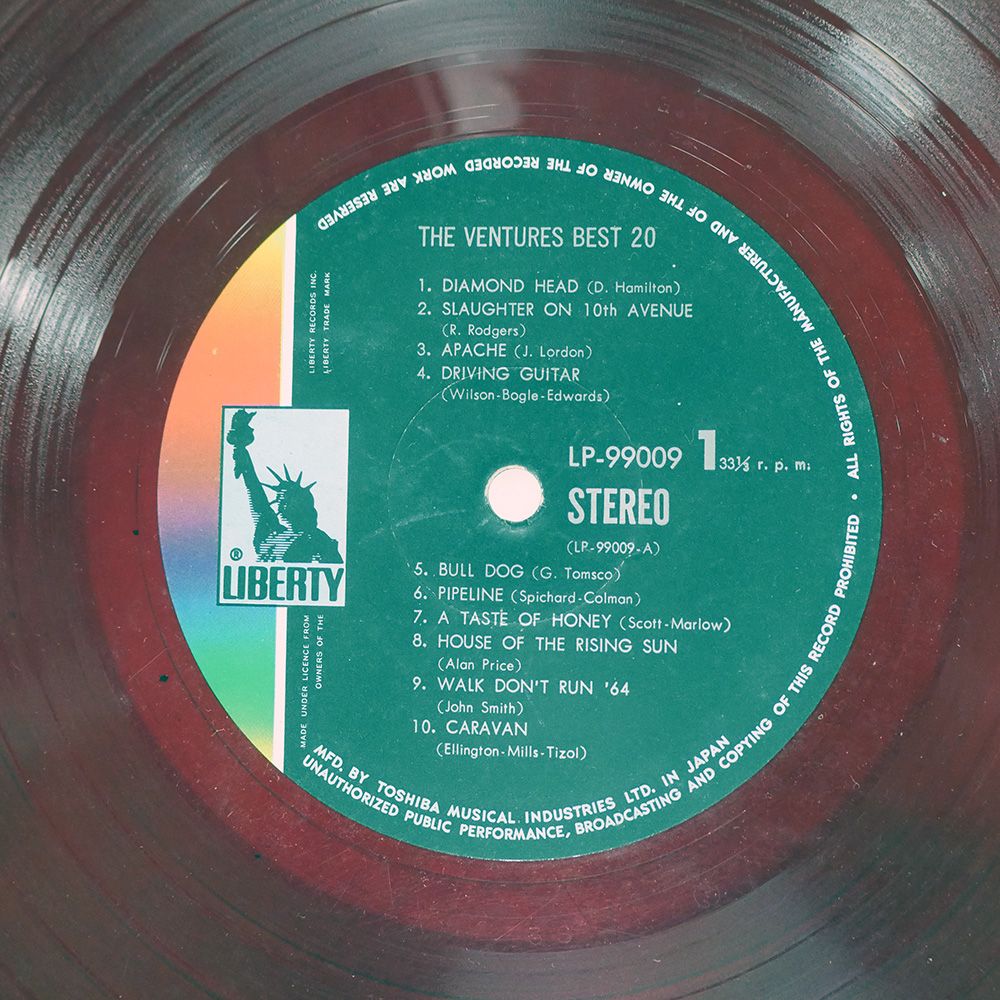 THE VENTURES BEST 20
1. DIAMOND HEAD (D. Hamilton)
2. SLAUGHTER ON 10th AVENUE
(R. Rodgers)
3. APACHE (J. Lordon)
4. DRIVING GUITAR
(Wilson-Bogle-Edwards)
LP-99009 1 33⅓ r. p. m.
STEREO
(LP-99009-A)
5. BULL DOG (G. Tomsco)
6. PIPELINE (Spichard-Colman)
7. A TASTE OF HONEY (Scott-Marlow)
8. HOUSE OF THE RISING SUN
(Alan Price)
9. WALK DON'T RUN '64
(John Smith)
10. CARAVAN
(Ellington-Mills-Tizol)
® LIBERTY
LIBERTY RECORDS INC.
LIBERTY TRADE MARK
MADE UNDER LICENCE FROM
OWNERS OF THE
MFD. BY TOSHIBA MUSICAL INDUSTRIES LTD. IN JAPAN
UNAUTHORIZED PUBLIC PERFORMANCE, BROADCASTING AND COPYING OF THIS RECORD PROHIBITED • ALL RIGHTS OF THE MANUFACTURER AND OF THE OWNER OF THE RECORDED WORK ARE RESERVED